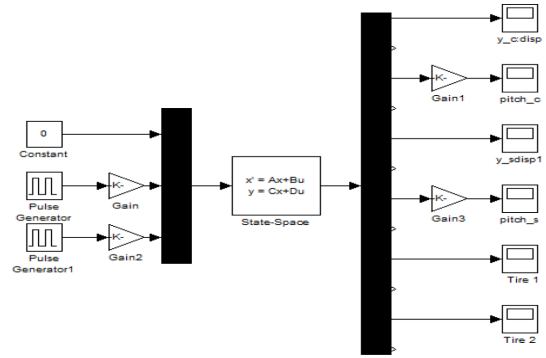 y_c:disp
K-
Gain1
pitch_c
0
Constant
y_sdisp1
x' = Ax+Bu
y = Cx+Du
State-Space
K-
Gain
Pulse
Generator
K-
Gain3
pitch_s
K-
Gain2
Pulse
Generator1
Tire 1
Tire 2